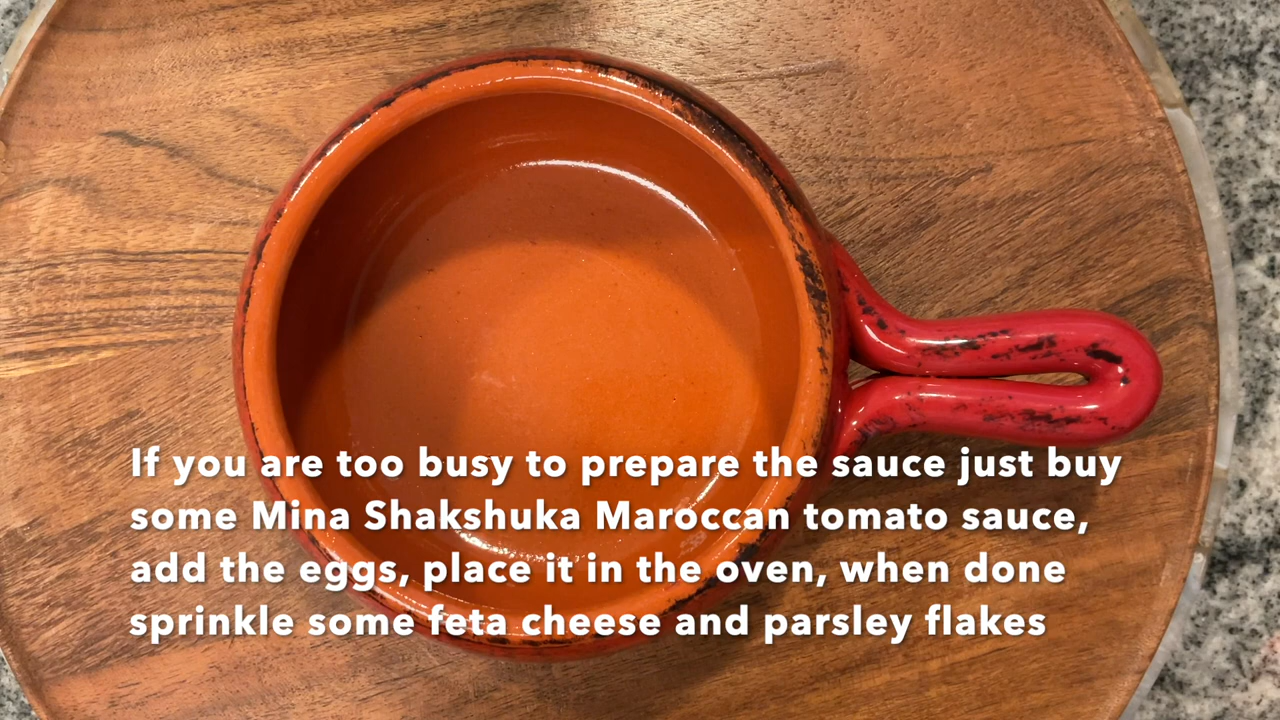 If you are too busy to prepare the sauce just buy
some Mina Shakshuka Maroccan tomato sauce,
add the eggs, place it in the oven, when done
sprinkle some feta cheese and parsley flakes